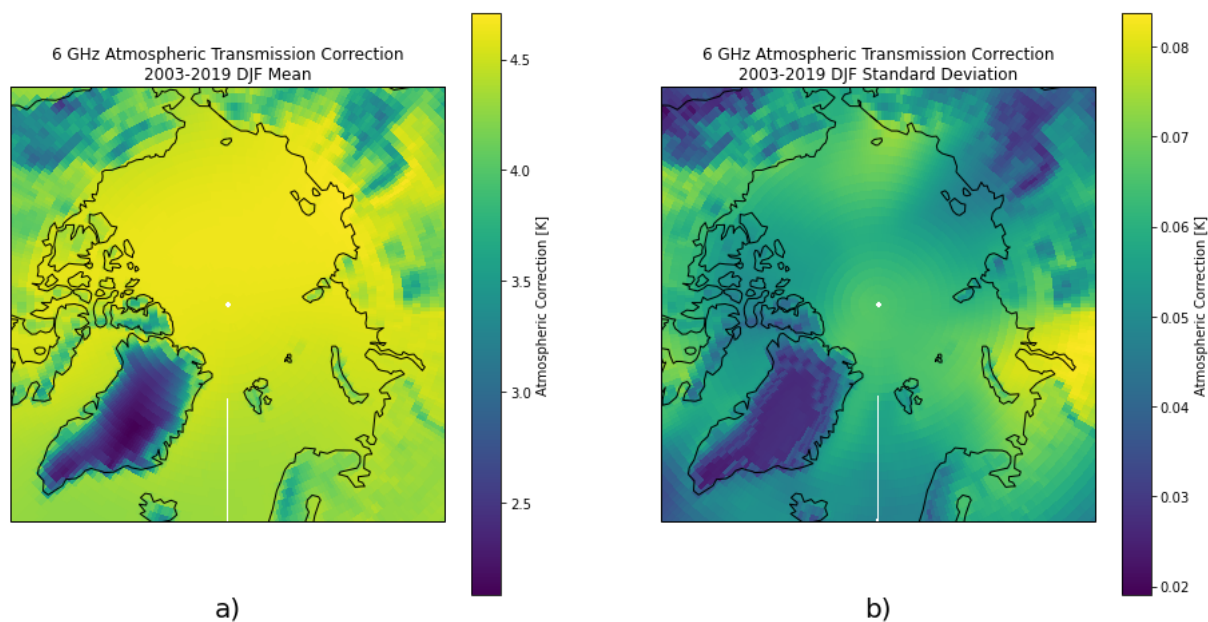 6 GHz Atmospheric Transmission Correction
2003-2019 DJF Mean
4.5
4.0
3.5
3.0
2.5
Atmospheric Correction [K]
a)
6 GHz Atmospheric Transmission Correction
2003-2019 DJF Standard Deviation
0.08
0.07
0.06
0.05
0.04
0.03
0.02
Atmospheric Correction [K]
b)